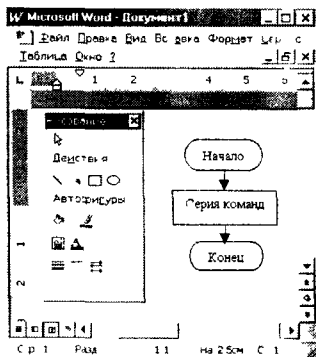 Microsoft Word - Документ1
Файл Правка Вид Формат
Таблица Окно ?
1 2 4 5
Действия
Автофигуры
Начало
Серия команд
Конец
1 Разд 1 1 на 2.5см 1